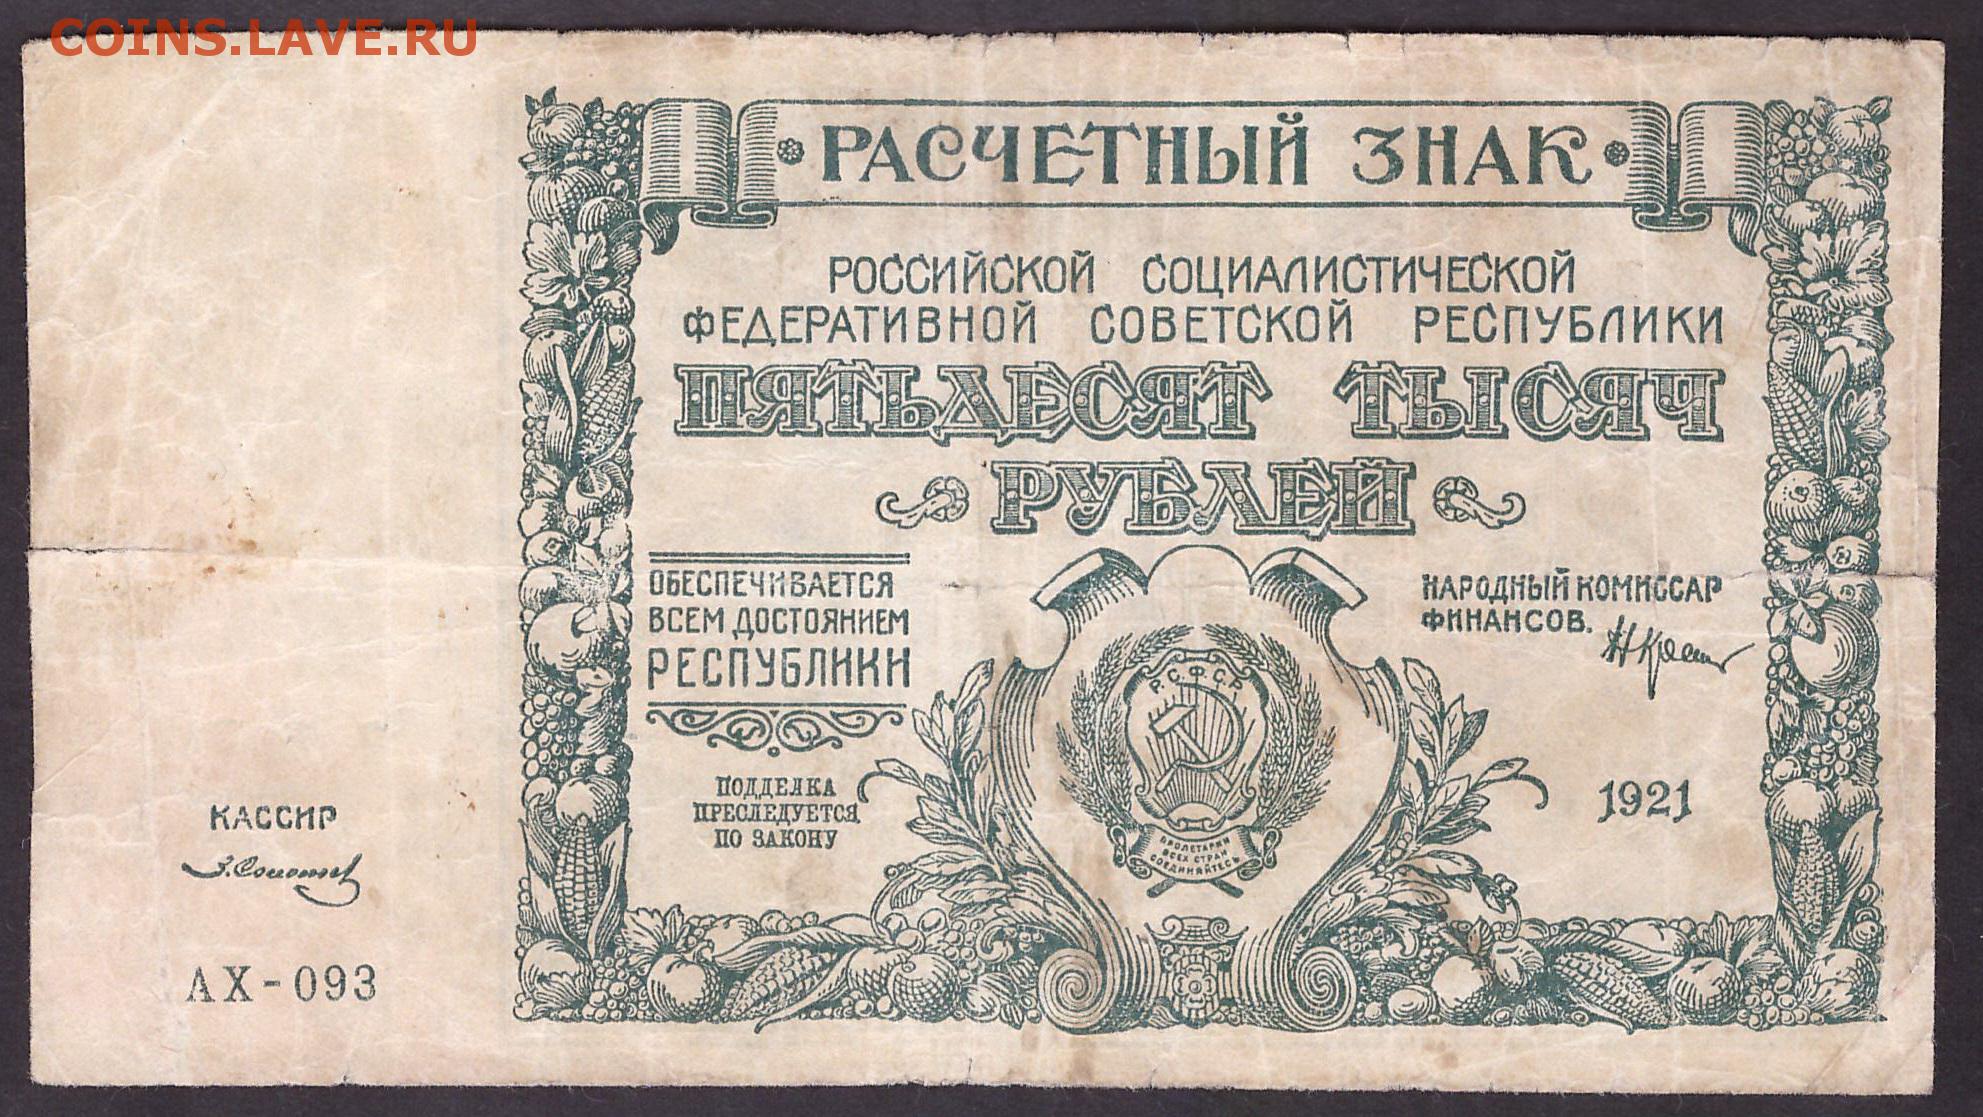 COINS.LAVE.RU
РАСЧЕТНЫЙ ЗНАК
РОССИЙСКОЙ СОЦИАЛИСТИЧЕСКОЙ
ФЕДЕРАТИВНОЙ СОВЕТСКОЙ РЕСПУБЛИКИ
ПЯТЬДЕСЯТ ТЫСЯЧ
РУБЛЕЙ
ОБЕСПЕЧИВАЕТСЯ
ВСЕМ ДОСТОЯНИЕМ
РЕСПУБЛИКИ
НАРОДНЫЙ КОМИССАР
ФИНАНСОВ.
Р.С.Ф.С.Р.
ПРОЛЕТАРИИ
ВСЕХ СТРАН
СОЕДИНЯЙТЕСЬ
ПОДДЕЛКА
ПРЕСЛЕДУЕТСЯ
ПО ЗАКОНУ
1921
КАССИР
АХ-093